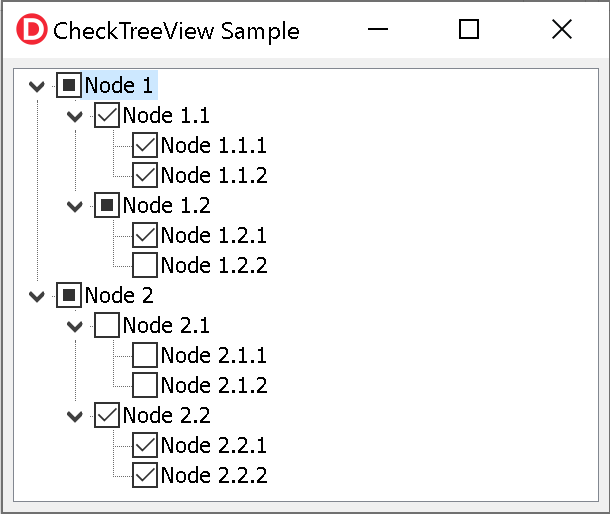 D CheckTreeView Sample
Node 1
Node 1.1
Node 1.1.1
Node 1.1.2
Node 1.2
Node 1.2.1
Node 1.2.2
Node 2
Node 2.1
Node 2.1.1
Node 2.1.2
Node 2.2
Node 2.2.1
Node 2.2.2